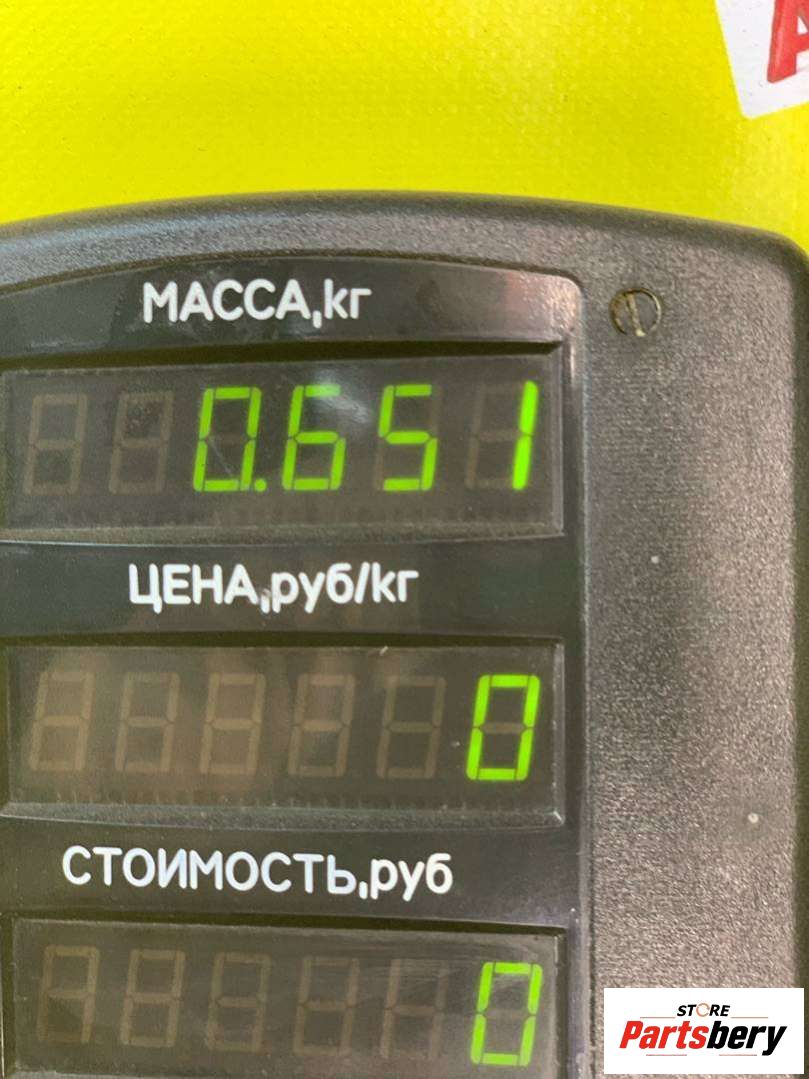 МАССА,кг
0.651
ЦЕНА,руб/кг
0
СТОИМОСТЬ,руб
0
STORE
Partsbery